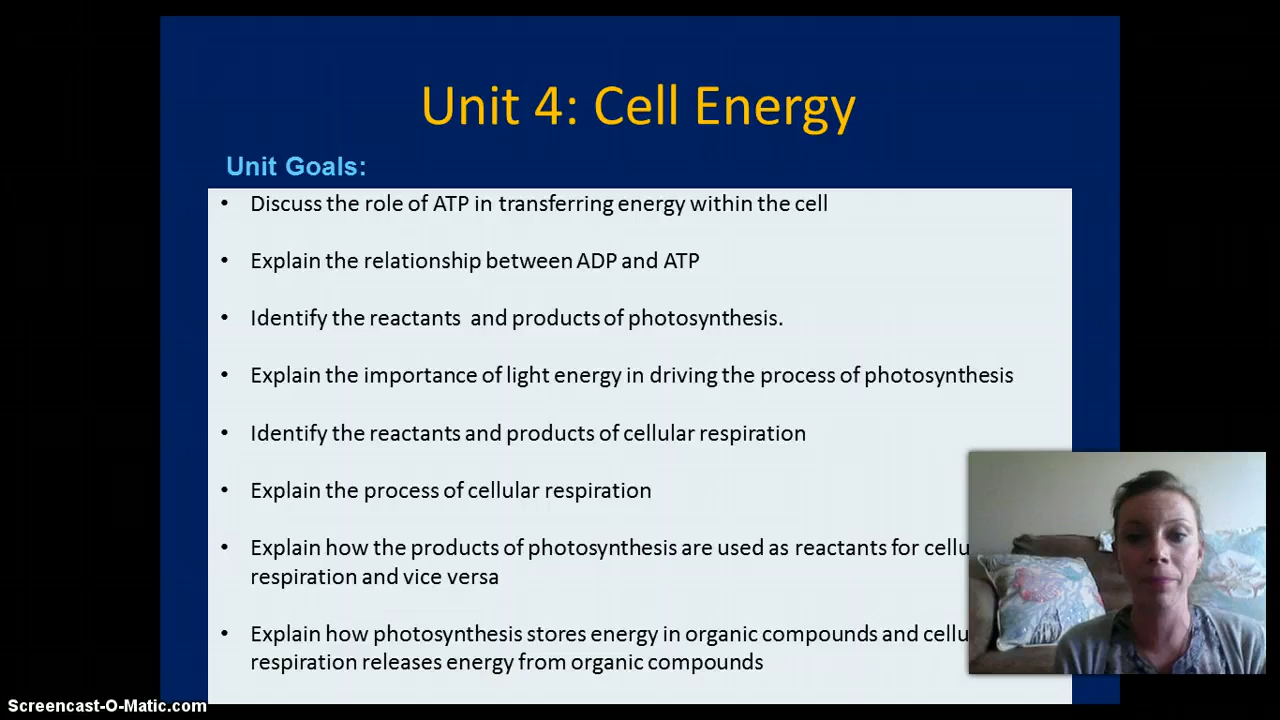 Unit 4: Cell Energy
Unit Goals:
• Discuss the role of ATP in transferring energy within the cell
• Explain the relationship between ADP and ATP
• Identify the reactants  and products of photosynthesis.
• Explain the importance of light energy in driving the process of photosynthesis
• Identify the reactants and products of cellular respiration
• Explain the process of cellular respiration
• Explain how the products of photosynthesis are used as reactants for cellu
respiration and vice versa
• Explain how photosynthesis stores energy in organic compounds and cellu
respiration releases energy from organic compounds
Screencast-O-Matic.com